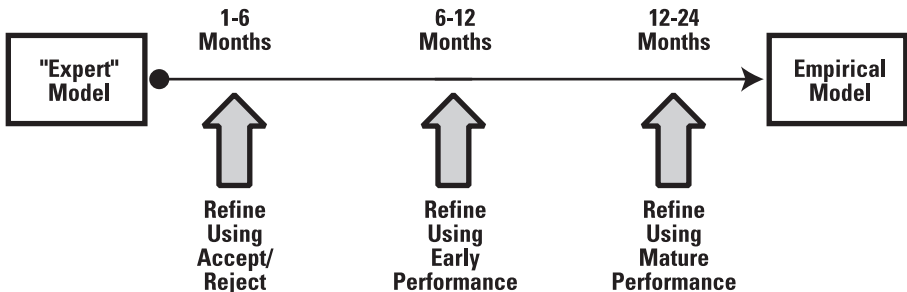 1-6
Months
6-12
Months
12-24
Months
"Expert"
Model
Empirical
Model
Refine
Using
Accept/
Reject
Refine
Using
Early
Performance
Refine
Using
Mature
Performance